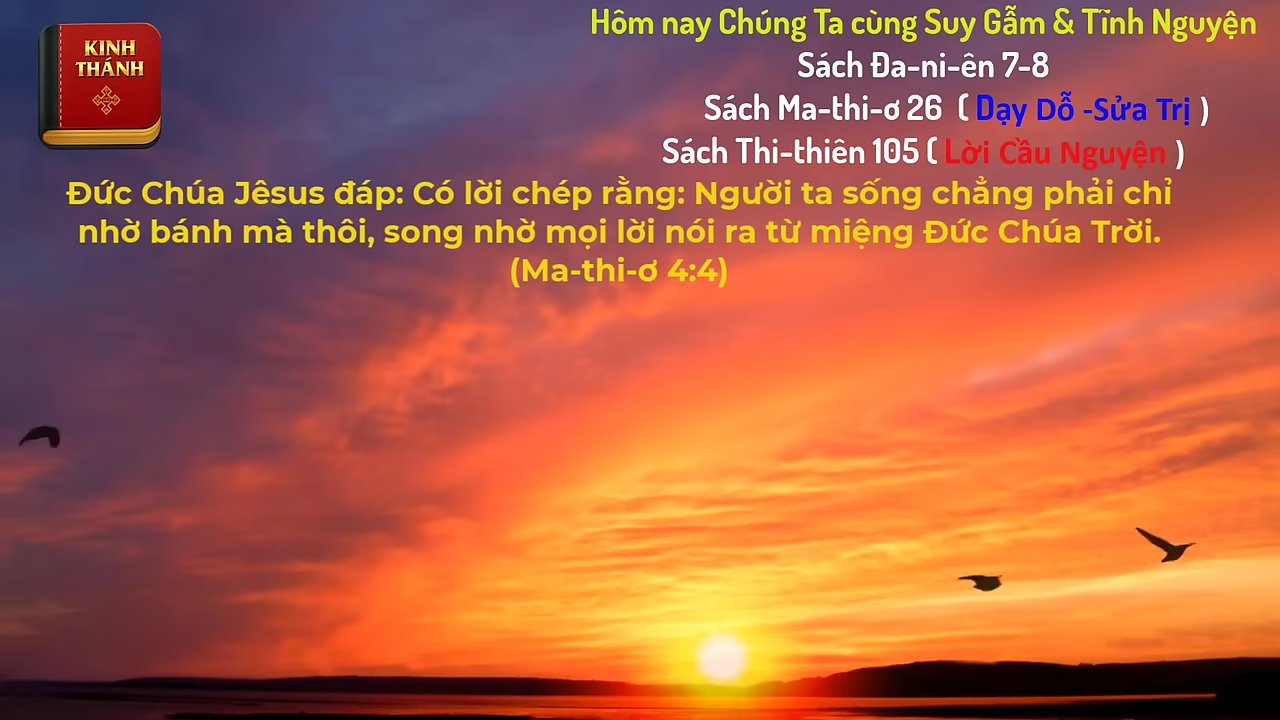 KINH
THÁNH
Hôm nay Chúng Ta cùng Suy Gẫm & Tĩnh Nguyện
Sách Đa-ni-ên 7-8
Sách Ma-thi-ơ 26 ( Dạy Dỗ -Sửa Trị )
Sách Thi-thiên 105 ( Lời Cầu Nguyện )
Đức Chúa Jêsus đáp: Có lời chép rằng: Người ta sống chẳng phải chỉ
nhờ bánh mà thôi, song nhờ mọi lời nói ra từ miệng Đức Chúa Trời.
(Ma-thi-ơ 4:4)